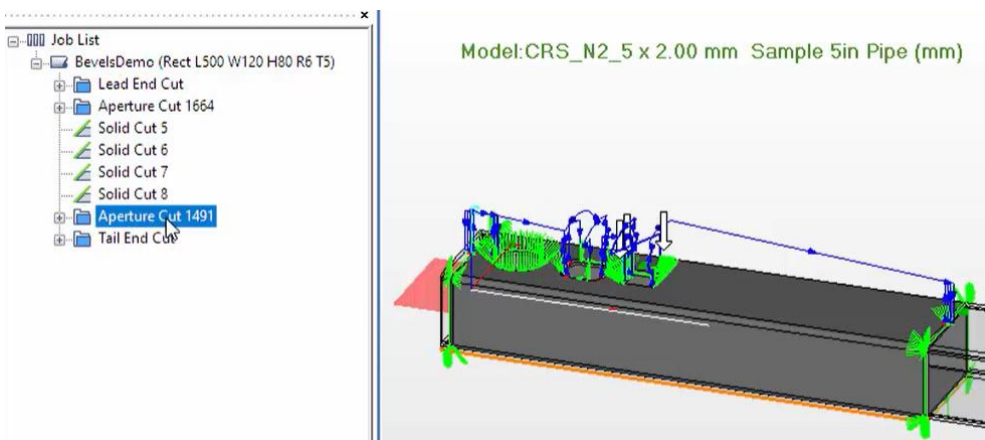 Job List
BevelsDemo (Rect L500 W120 H80 R6 T5)
Lead End Cut
Aperture Cut 1664
Solid Cut 5
Solid Cut 6
Solid Cut 7
Solid Cut 8
Aperture Cut 1491
Tail End Cut
Model:CRS_N2_5 x 2.00 mm Sample 5in Pipe (mm)